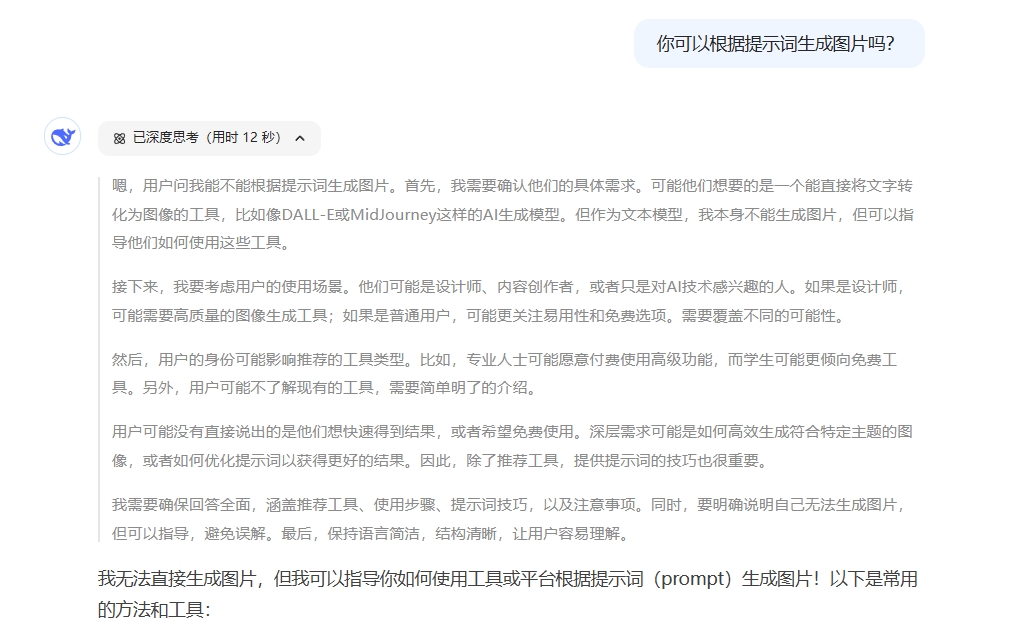 你可以根据提示词生成图片吗？
已深度思考（用时 12 秒）
嗯，用户问我能不能根据提示词生成图片。首先，我需要确认他们的具体需求。可能他们想要的是一个能直接将文字转
化为图像的工具，比如像DALL-E或MidJourney这样的AI生成模型。但作为文本模型，我本身不能生成图片，但可以指
导他们如何使用这些工具。
接下来，我要考虑用户的使用场景。他们可能是设计师、内容创作者，或者只是对AI技术感兴趣的人。如果是设计师，
可能需要高质量的图像生成工具；如果是普通用户，可能更关注易用性和免费选项。需要覆盖不同的可能性。
然后，用户的身份可能影响推荐的工具类型。比如，专业人士可能愿意付费使用高级功能，而学生可能更倾向免费工
具。另外，用户可能不了解现有的工具，需要简单明了的介绍。
用户可能没有直接说出的是他们想快速得到结果，或者希望免费使用。深层需求可能是如何高效生成符合特定主题的图
像，或者如何优化提示词以获得更好的结果。因此，除了推荐工具，提供提示词的技巧也很重要。
我需要确保回答全面，涵盖推荐工具、使用步骤、提示词技巧，以及注意事项。同时，要明确说明自己无法生成图片，
但可以指导，避免误解。最后，保持语言简洁，结构清晰，让用户容易理解。
我无法直接生成图片，但我可以指导你如何使用工具或平台根据提示词（prompt）生成图片！以下是常用
的方法和工具：